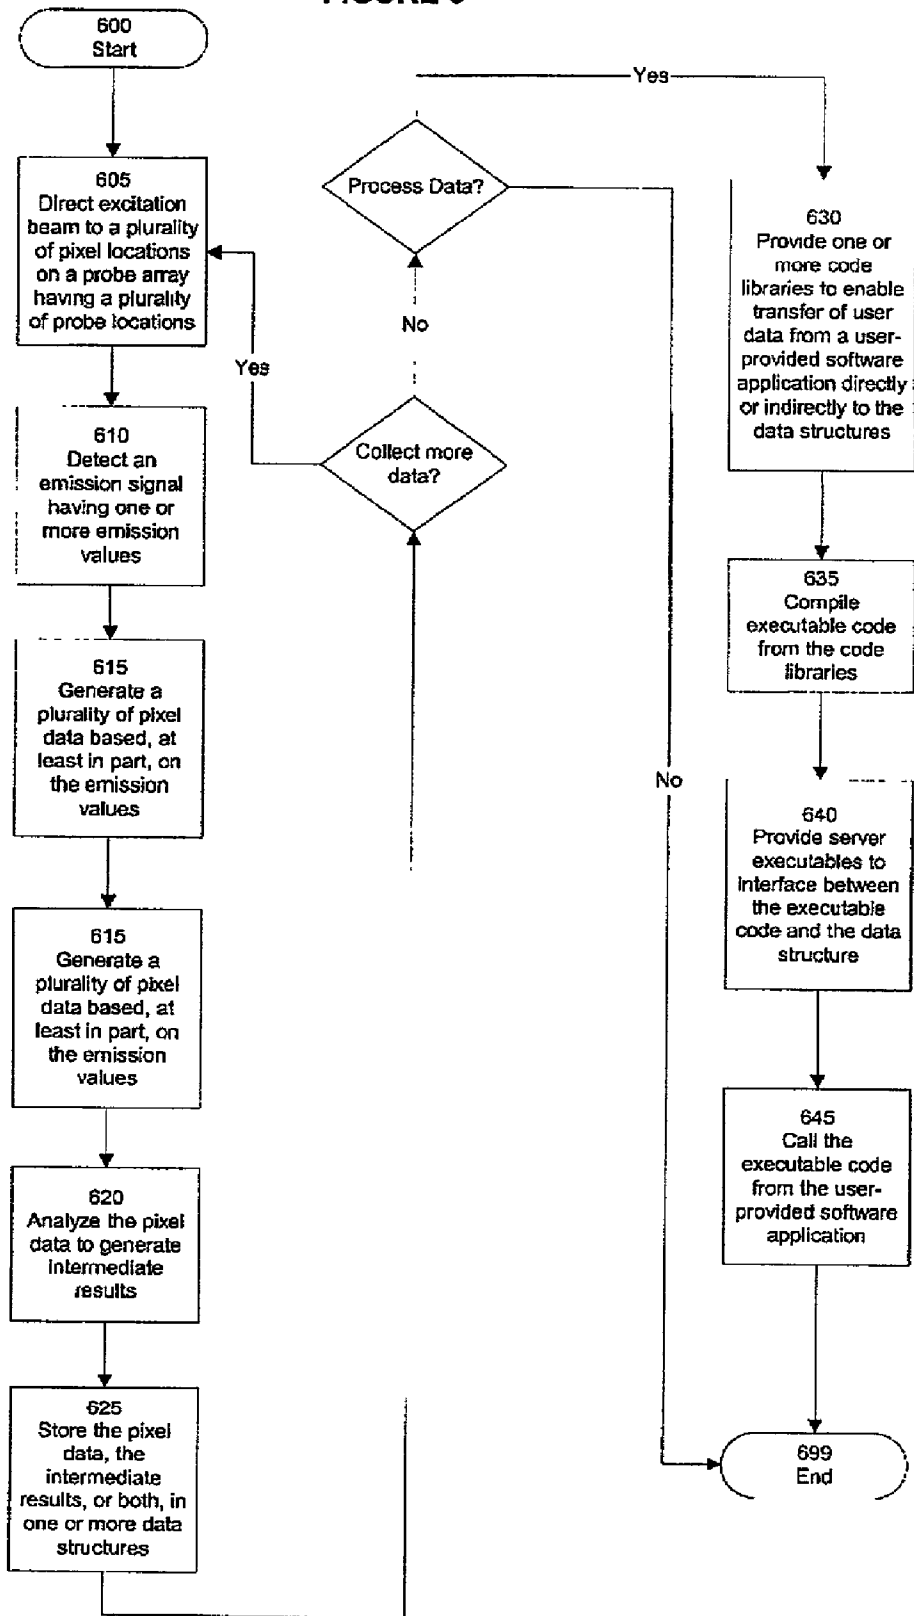 600
Start
605
Direct excitation
beam to a plurality
of pixel locations
on a probe array
having a plurality
of probe locations
610
Detect an
emission signal
having one or
more emission
values
615
Generate a
plurality of pixel
data based, at
least in part, on
the emission
values
615
Generate a
plurality of pixel
data based, at
least in part, on
the emission
values
620
Analyze the pixel
data to generate
intermediate
results
625
Store the pixel
data, the
intermediate
results, or both, in
one or more data
structures
Collect more
data?
Yes
No
Process Data?
Yes
No
630
Provide one or
more code
libraries to enable
transfer of user
data from a user-
provided software
application directly
or indirectly to the
data structures
635
Compile
executable code
from the code
libraries
640
Provide server
executables to
interface between
the executable
code and the data
structure
645
Call the
executable code
from the user-
provided software
application
699
End